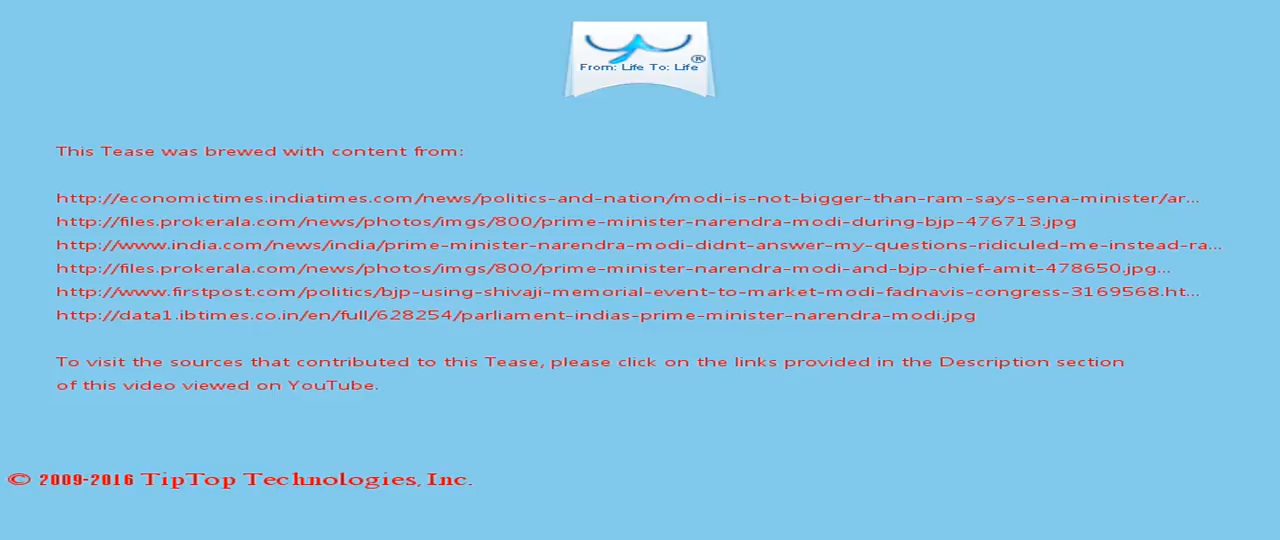 From: Life To: Life®
This Tease was brewed with content from:
http://economictimes.indiatimes.com/news/politics-and-nation/modi-is-not-bigger-than-ram-says-sena-minister/ar...
http://files.prokerala.com/news/photos/imgs/800/prime-minister-narendra-modi-during-bjp-476713.jpg
http://www.india.com/news/india/prime-minister-narendra-modi-didnt-answer-my-questions-ridiculed-me-instead-ra...
http://files.prokerala.com/news/photos/imgs/800/prime-minister-narendra-modi-and-bjp-chief-amit-478650.jpg...
http://www.firstpost.com/politics/bjp-using-shivaji-memorial-event-to-market-modi-fadnavis-congress-3169568.ht...
http://data1.ibtimes.co.in/en/full/628254/parliament-indias-prime-minister-narendra-modi.jpg
To visit the sources that contributed to this Tease, please click on the links provided in the Description section
of this video viewed on YouTube.
© 2009-2016 TipTop Technologies, Inc.